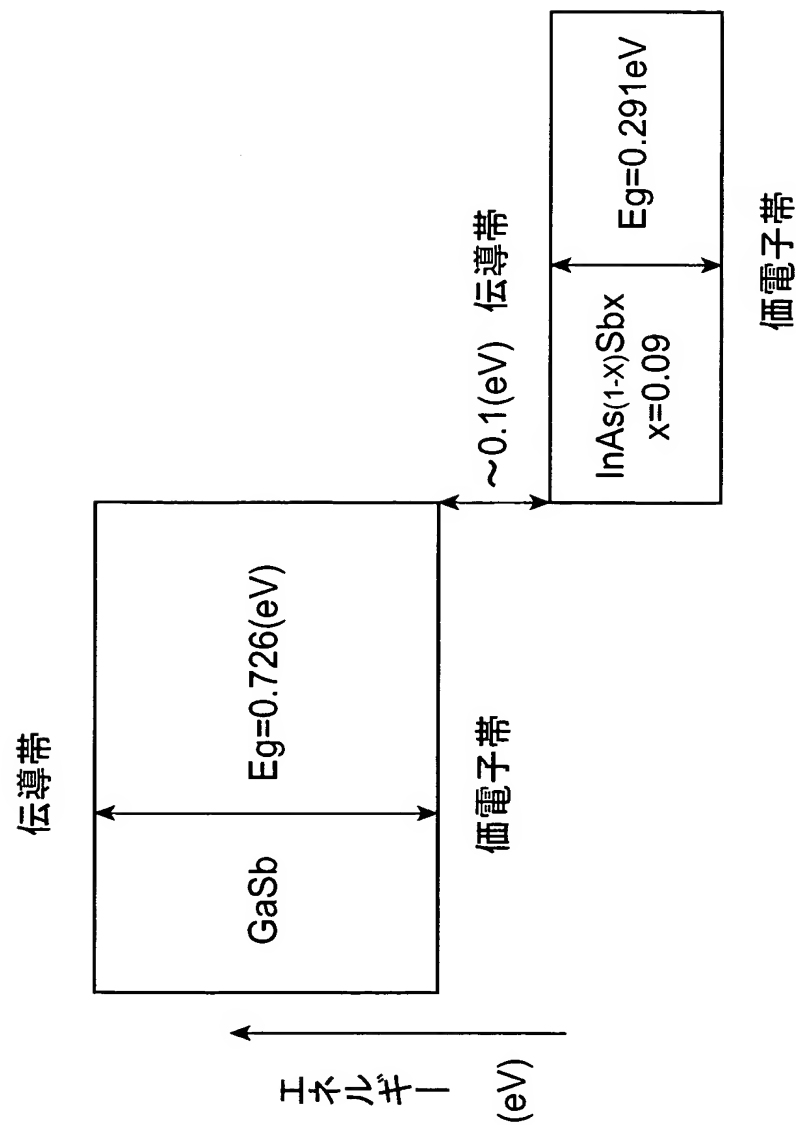 伝導帯
GaSb
Eg=0.726(eV)
価電子帯
~0.1(eV)
伝導帯
InAs(1-X)Sbx
x=0.09
Eg=0.291eV
価電子帯
エネルギー
(eV)